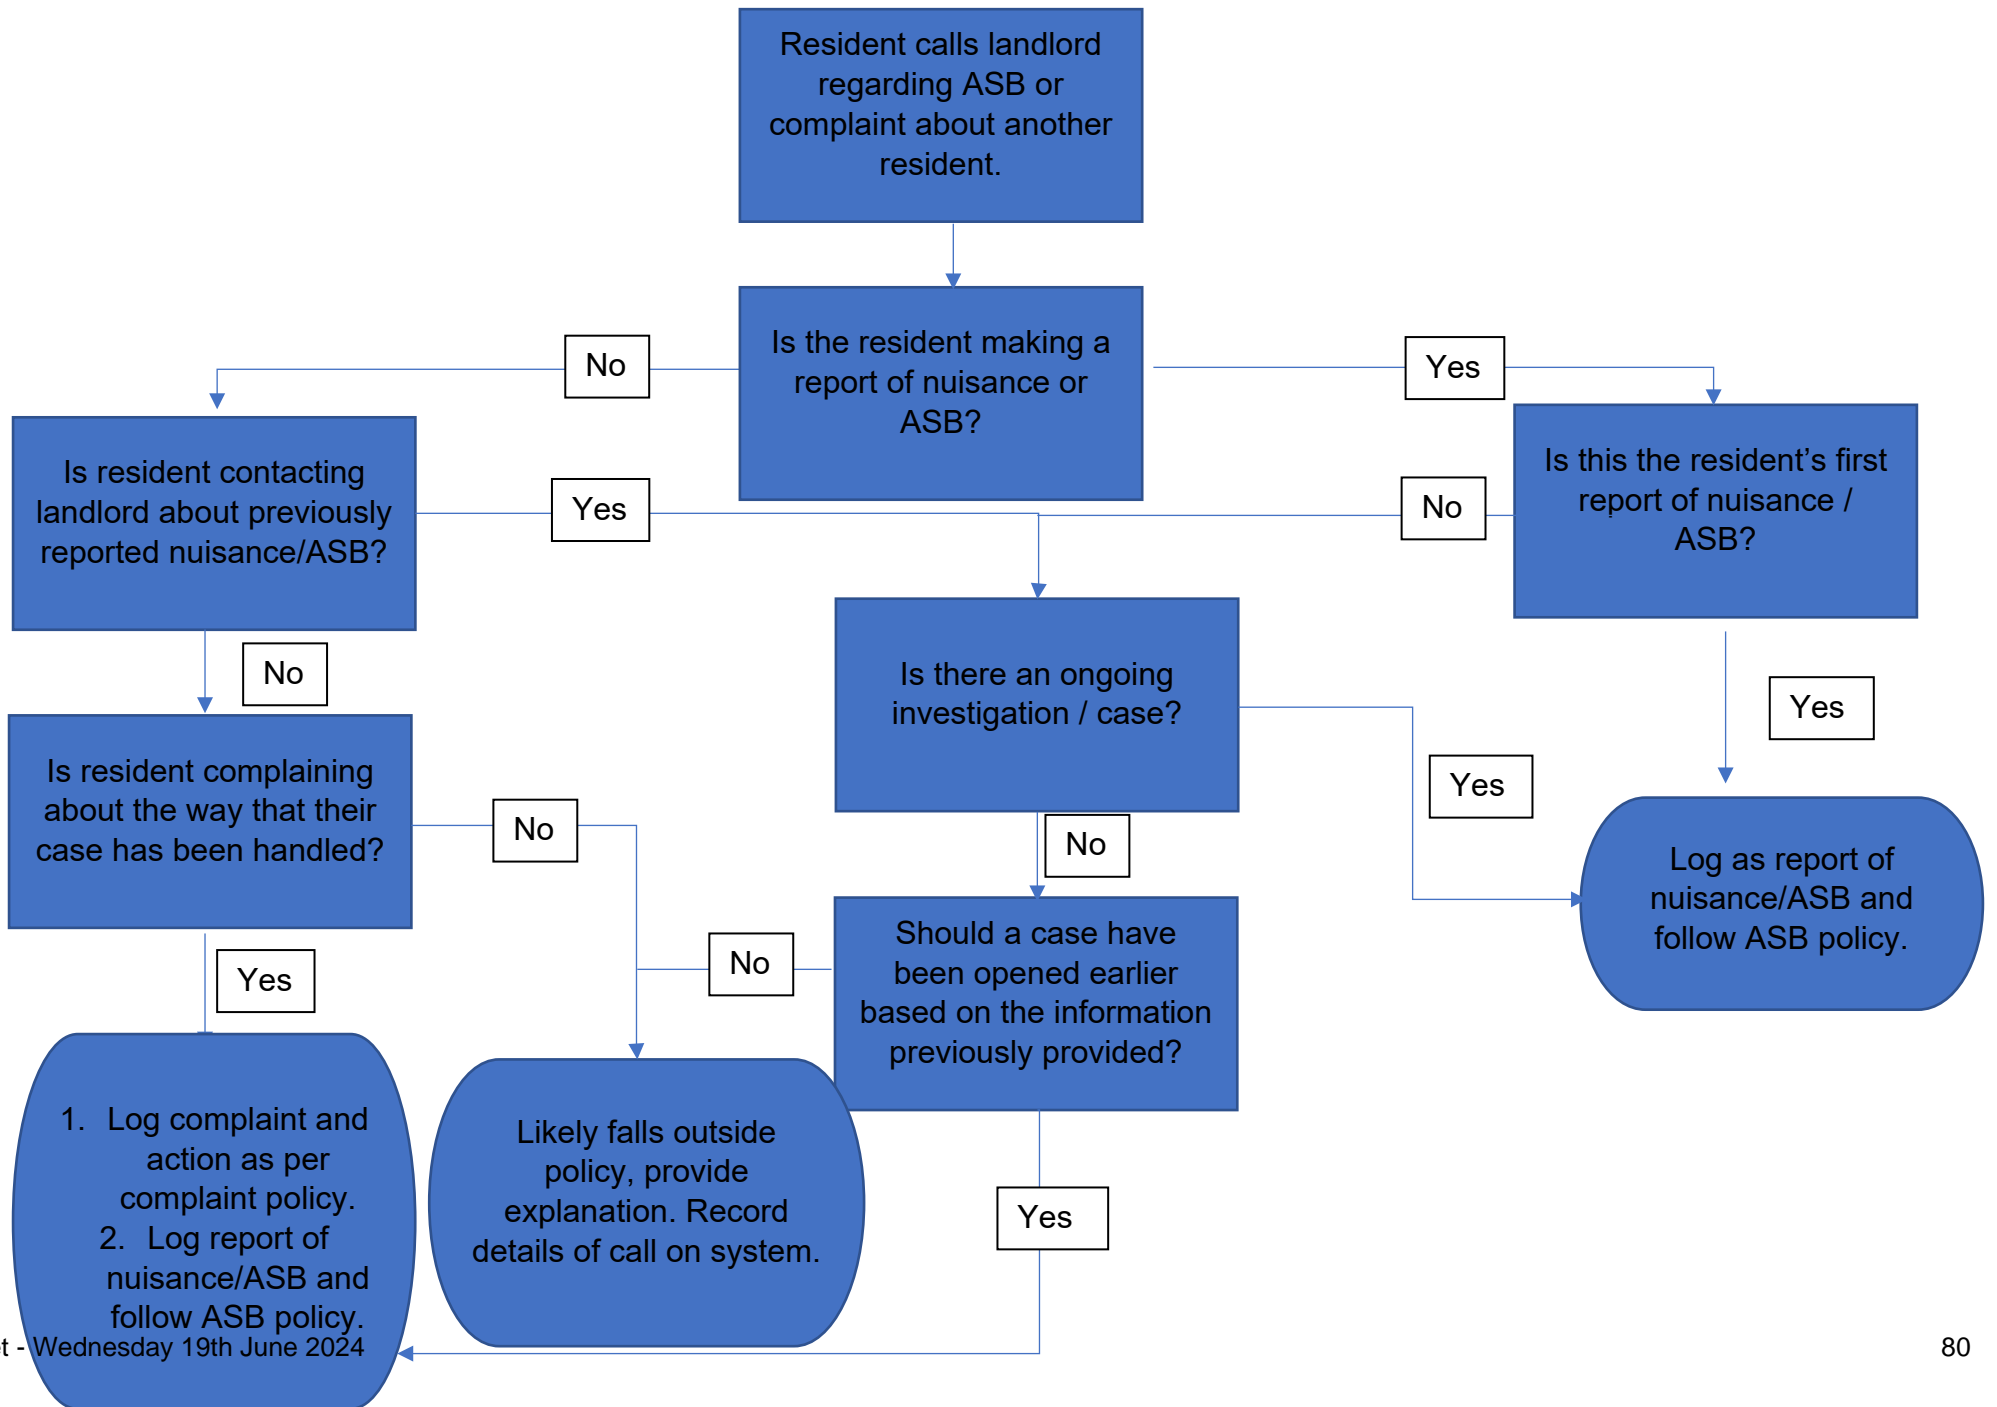 Resident calls landlord
regarding ASB or
complaint about another
resident.
Is the resident making a
report of nuisance or
ASB?
No
Yes
Is resident contacting
landlord about previously
reported nuisance/ASB?
Is this the resident’s first
report of nuisance /
ASB?
Yes
No
Is there an ongoing
investigation / case?
No
Yes
Yes
Is resident complaining
about the way that their
case has been handled?
No
No
Log as report of
nuisance/ASB and
follow ASB policy.
Should a case have
been opened earlier
based on the information
previously provided?
No
Yes
1. Log complaint and
action as per
complaint policy.
2. Log report of
nuisance/ASB and
follow ASB policy.
Likely falls outside
policy, provide
explanation. Record
details of call on system.
Yes
- Wednesday 19th June 2024
80